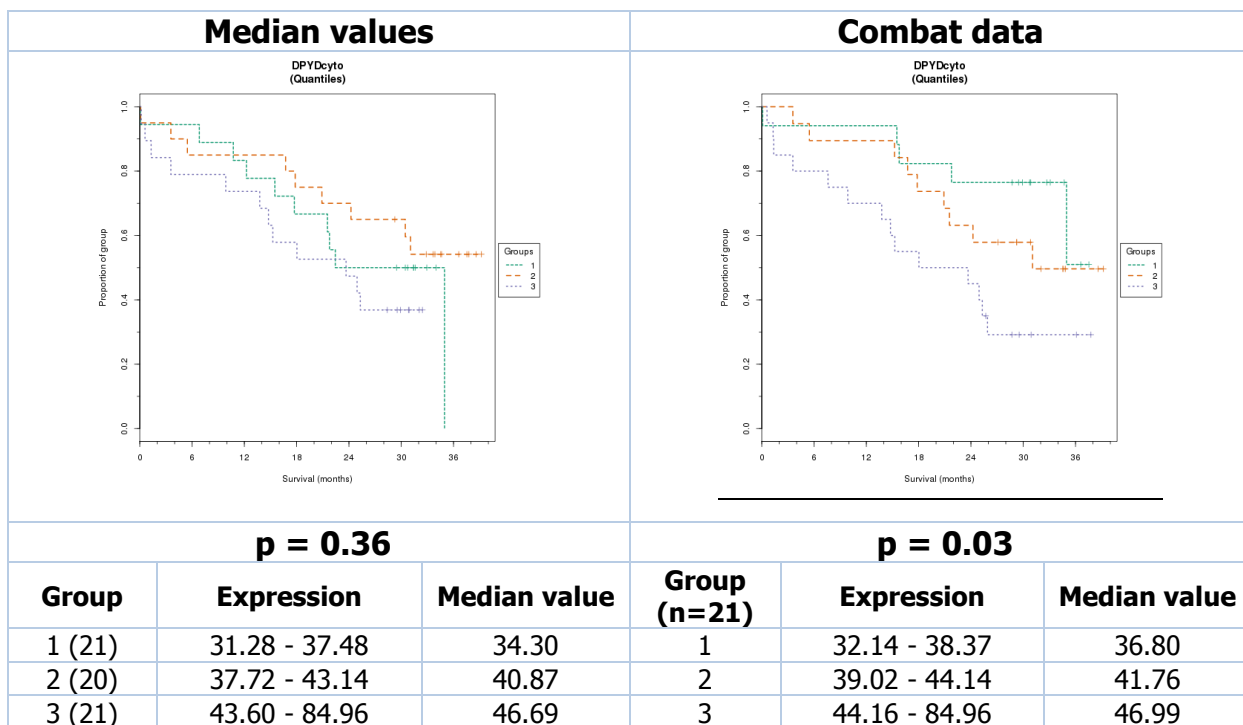 Median values
Combat data
DPYDcyto
(Quantiles)
Proportion of group
1.0
0.8
0.6
0.4
0.2
0.0
0 6 12 18 24 30 36
Survival (months)
Groups
1
2
3
DPYDcyto
(Quantiles)
Proportion of group
1.0
0.8
0.6
0.4
0.2
0.0
0 6 12 18 24 30 36
Survival (months)
Groups
1
2
3
p = 0.36
p = 0.03
Group Expression Median value Group (n=21) Expression Median value
1 (21) 31.28 - 37.48 34.30 1 32.14 - 38.37 36.80
2 (20) 37.72 - 43.14 40.87 2 39.02 - 44.14 41.76
3 (21) 43.60 - 84.96 46.69 3 44.16 - 84.96 46.99